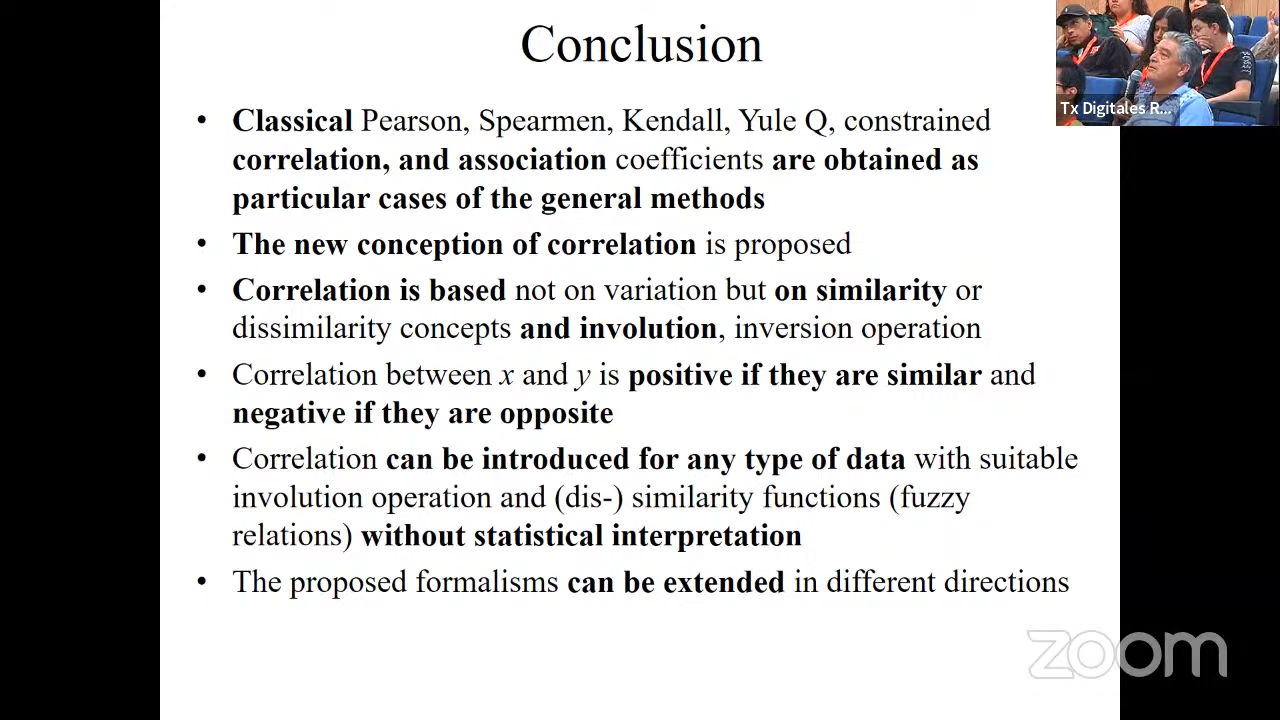 Conclusion
• Classical Pearson, Spearmen, Kendall, Yule Q, constrained
correlation, and association coefficients are obtained as
particular cases of the general methods
• The new conception of correlation is proposed
• Correlation is based not on variation but on similarity or
dissimilarity concepts and involution, inversion operation
• Correlation between x and y is positive if they are similar and
negative if they are opposite
• Correlation can be introduced for any type of data with suitable
involution operation and (dis-) similarity functions (fuzzy
relations) without statistical interpretation
• The proposed formalisms can be extended in different directions
Tx Digitales R...
zoom